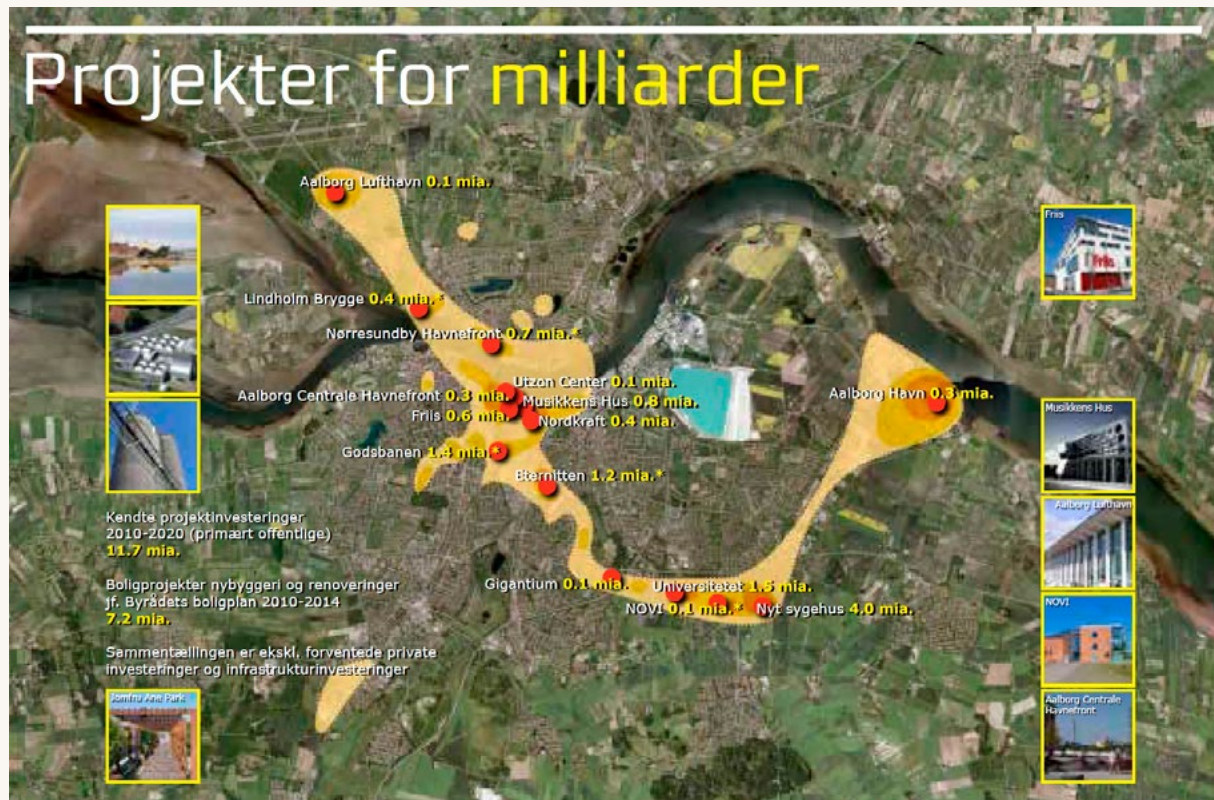 Projekter for milliarder
Aalborg Lufthavn 0.1 mia.
Lindholm Brygge 0.4 mia.*
Nørresundby Havnefront 0.7 mia.*
Utzon Center 0.1 mia.
Aalborg Centrale Havnefront 0.3 mia.
Musikkens Hus 0.8 mia.
Friis 0.6 mia.
Nordkraft 0.4 mia.
Godsbanen 1.4 mia.*
Eternitten 1.2 mia.*
Aalborg Havn 0.3 mia.
Gigantium 0.1 mia.
Universitetet 1.5 mia.
NOVI 0.1 mia.*
Nyt sygehus 4.0 mia.
Kendte projektinvesteringer
2010-2020 (primært offentlige)
11.7 mia.
Boligprojekter nybyggeri og renoveringer
jf. Byrådets boligplan 2010-2014
7.2 mia.
Sammentællingen er ekskl. forventede private
investeringer og infrastrukturinvesteringer
Jomfru Ane Park
Friis
Friis
Musikkens Hus
Aalborg Lufthavn
NOVI
Aalborg Centrale
Havnefront